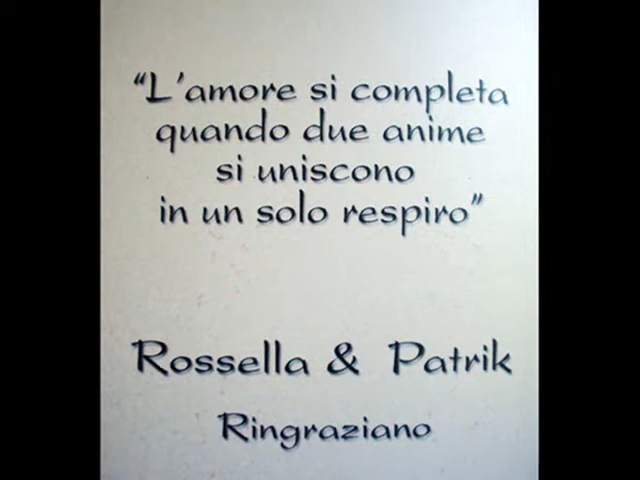 “L’amore si completa
quando due anime
si uniscono
in un solo respiro”
Rossella & Patrik
Ringraziano